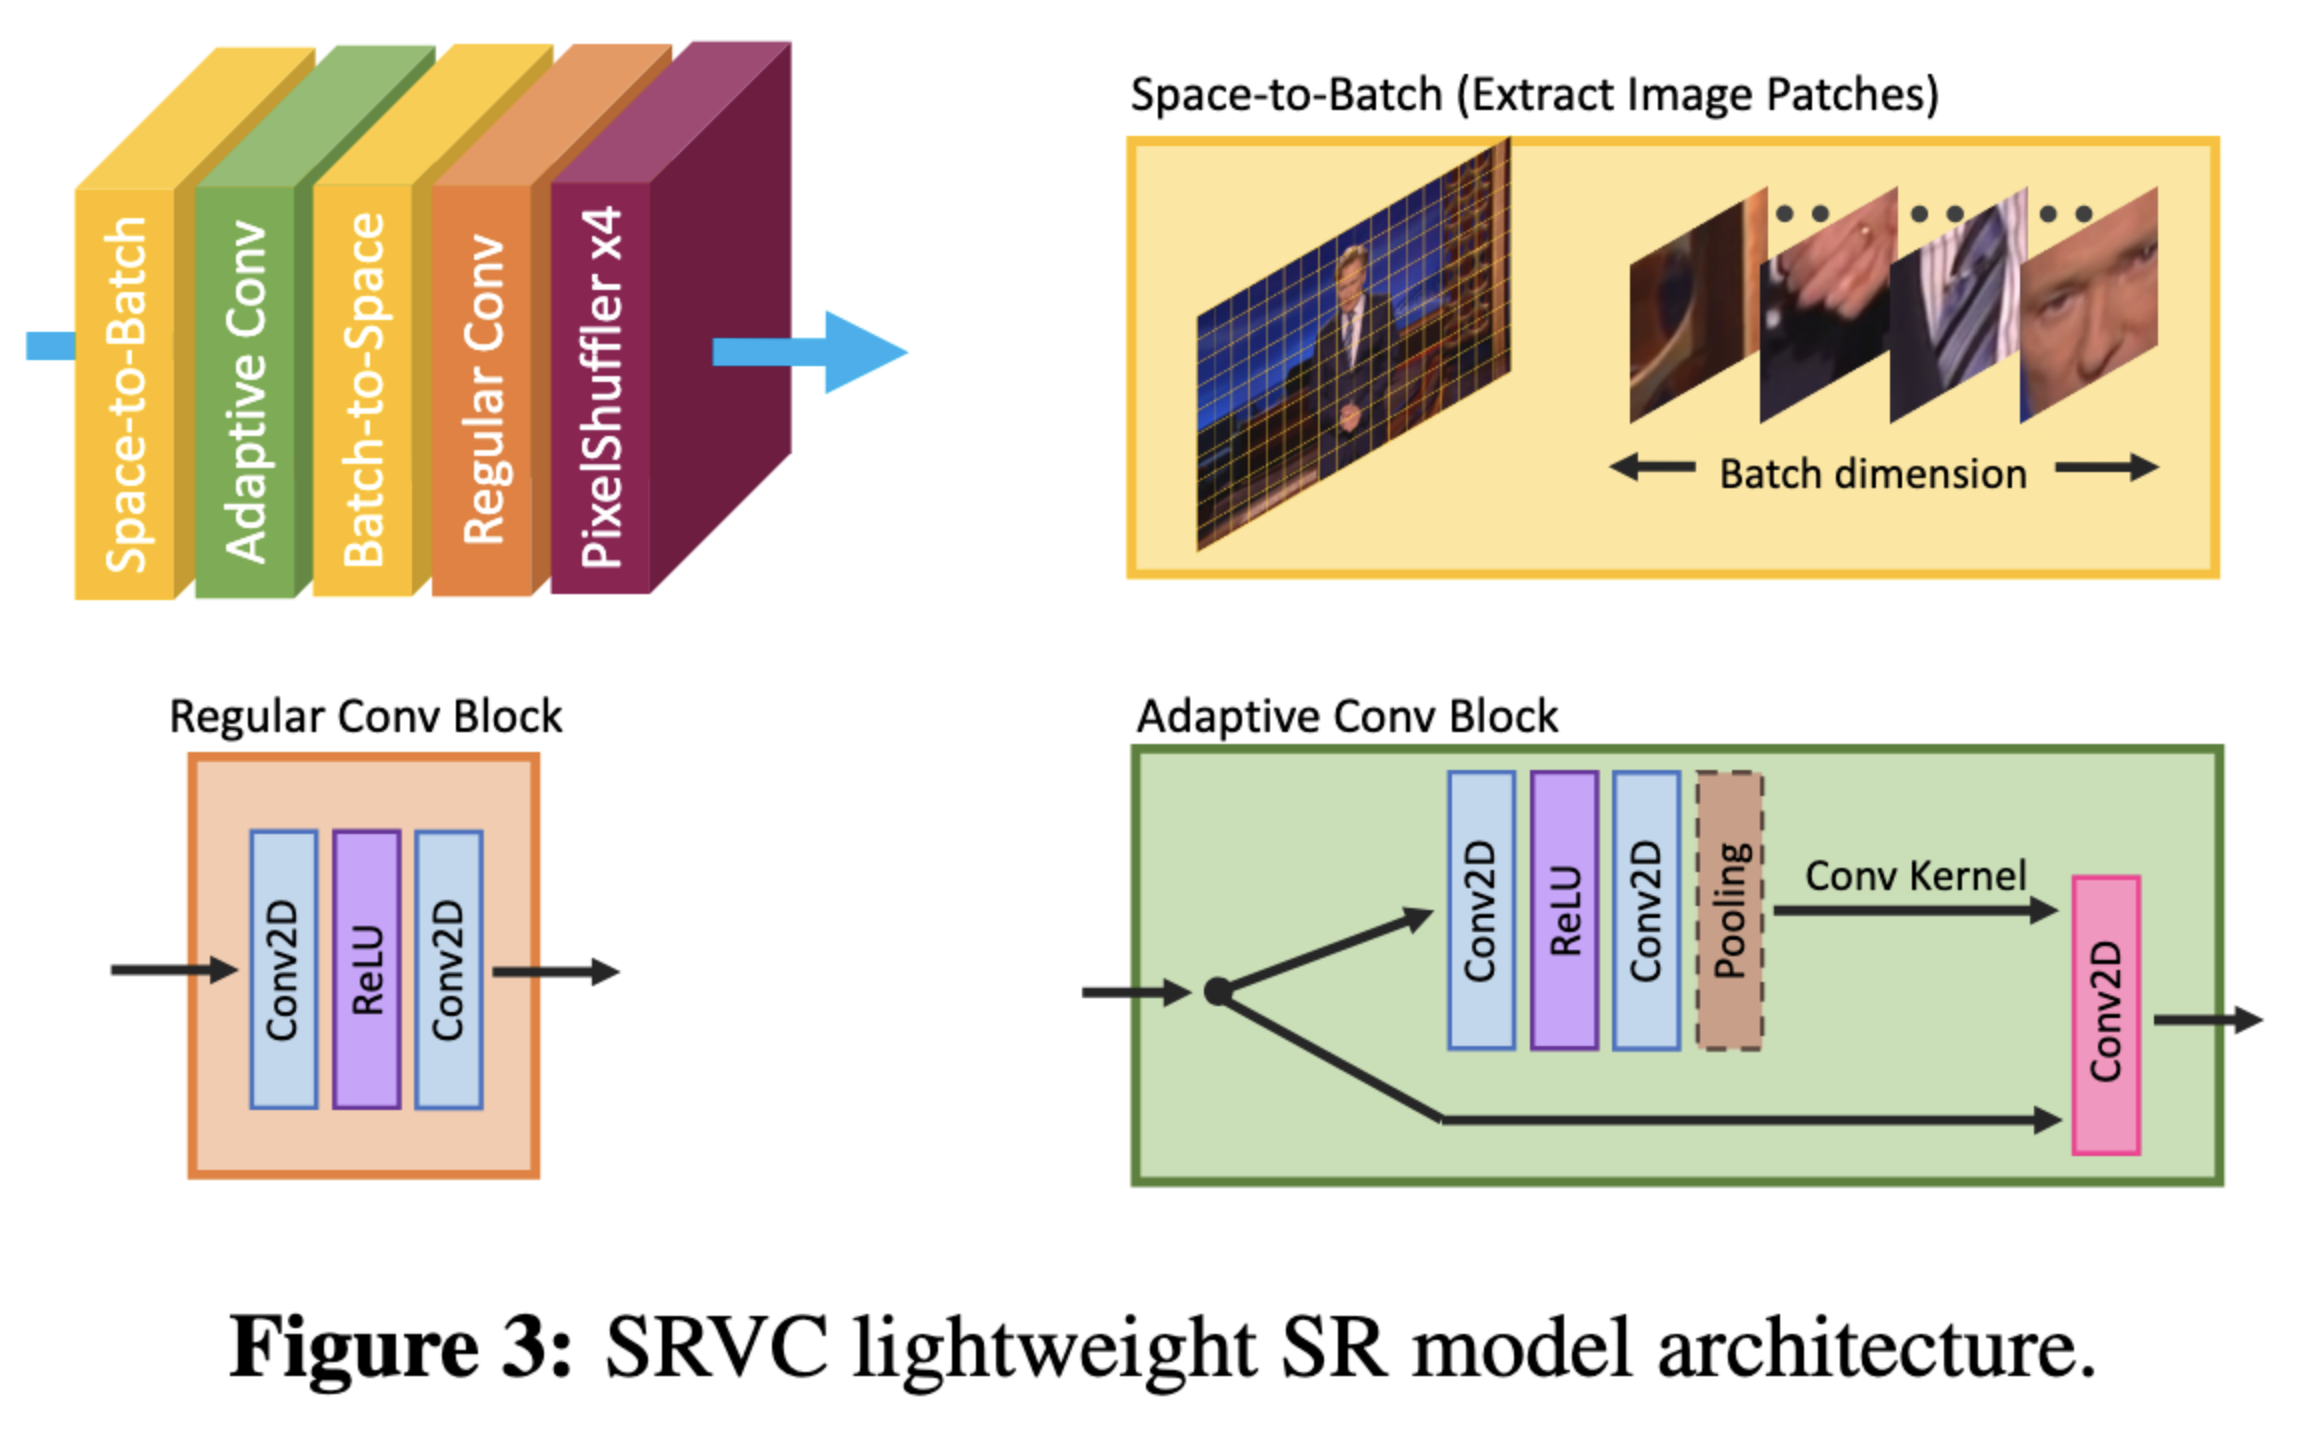 Space-to-Batch
Adaptive Conv
Batch-to-Space
Regular Conv
PixelShuffler x4
Space-to-Batch (Extract Image Patches)
Batch dimension
Regular Conv Block
Conv2D
ReLU
Conv2D
Adaptive Conv Block
Conv2D
ReLU
Conv2D
Pooling
Conv Kernel
Conv2D
Figure 3: SRVC lightweight SR model architecture.